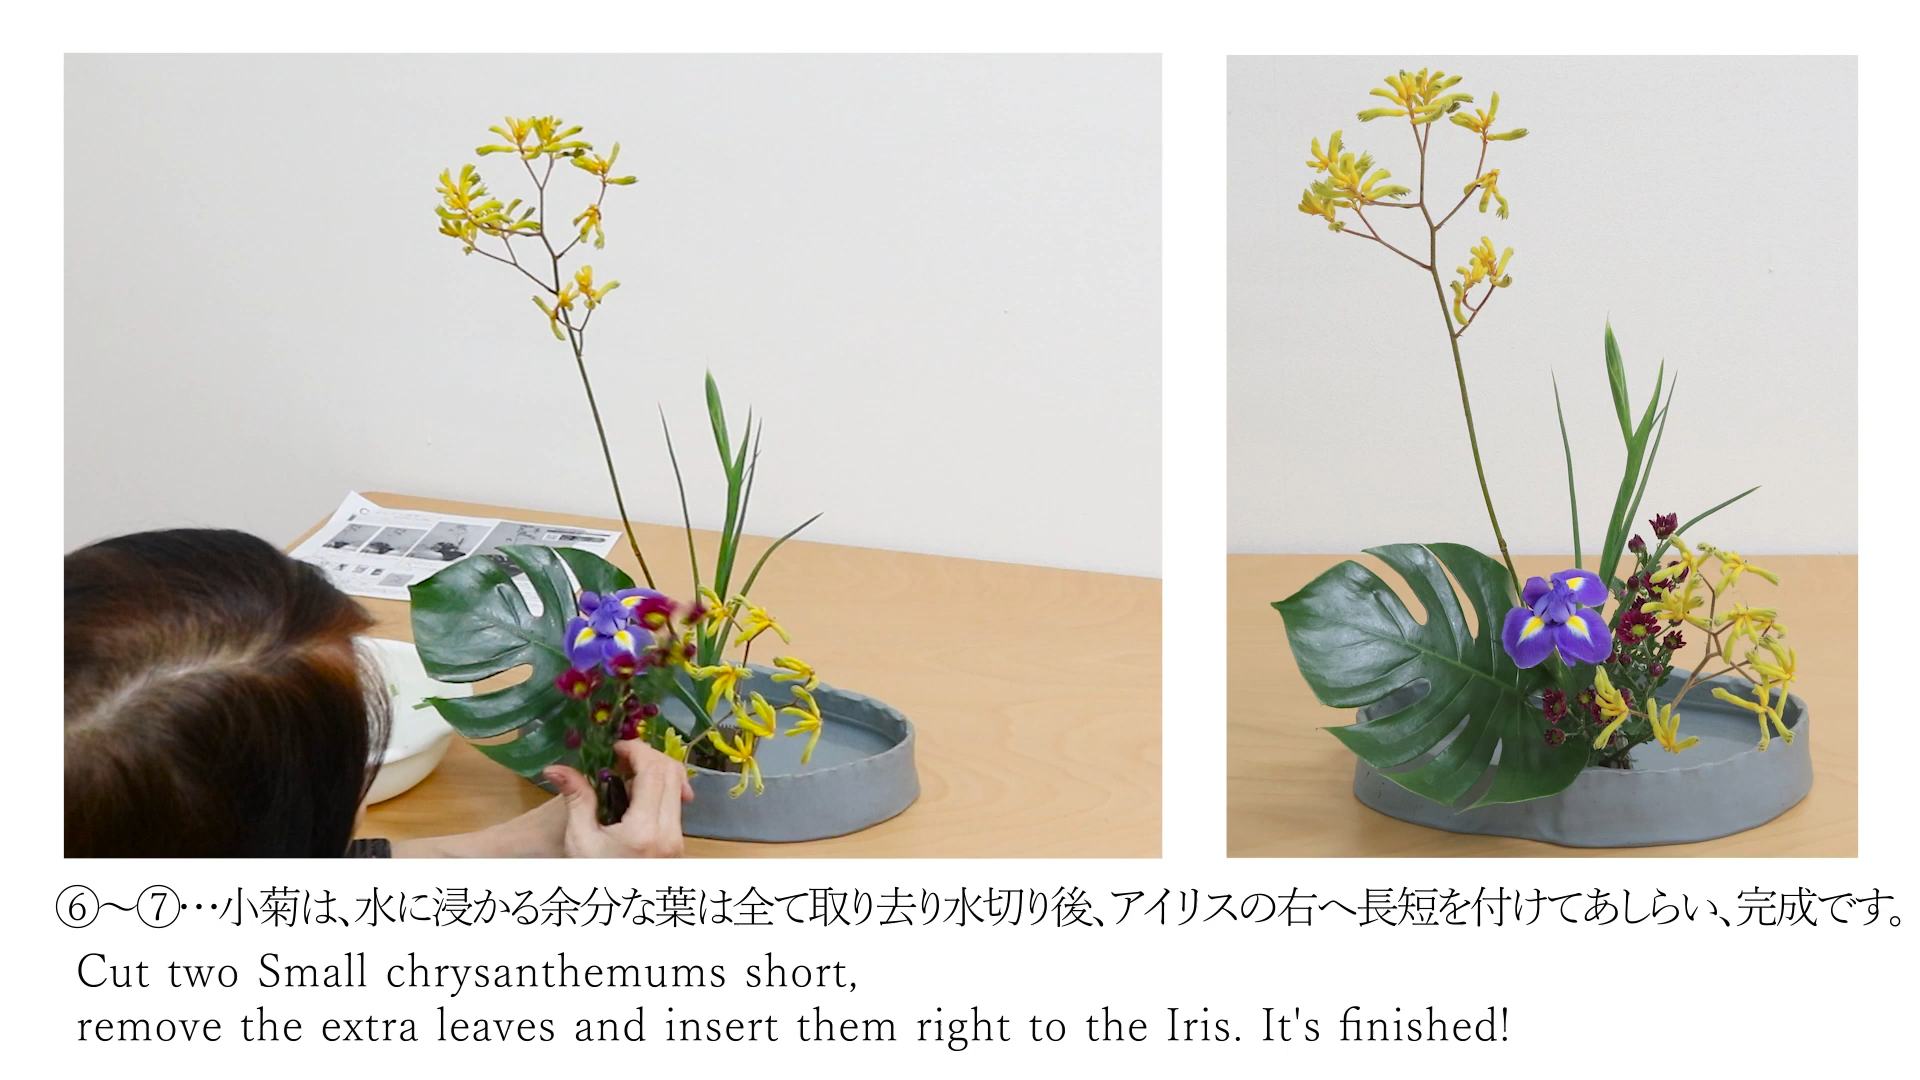 ⑥〜⑦…小菊は、水に浸かる余分な葉は全て取り去り水切り後、アイリスの右へ長短を付けてあしらい、完成です。
Cut two Small chrysanthemums short,
remove the extra leaves and insert them right to the Iris. It's finished!